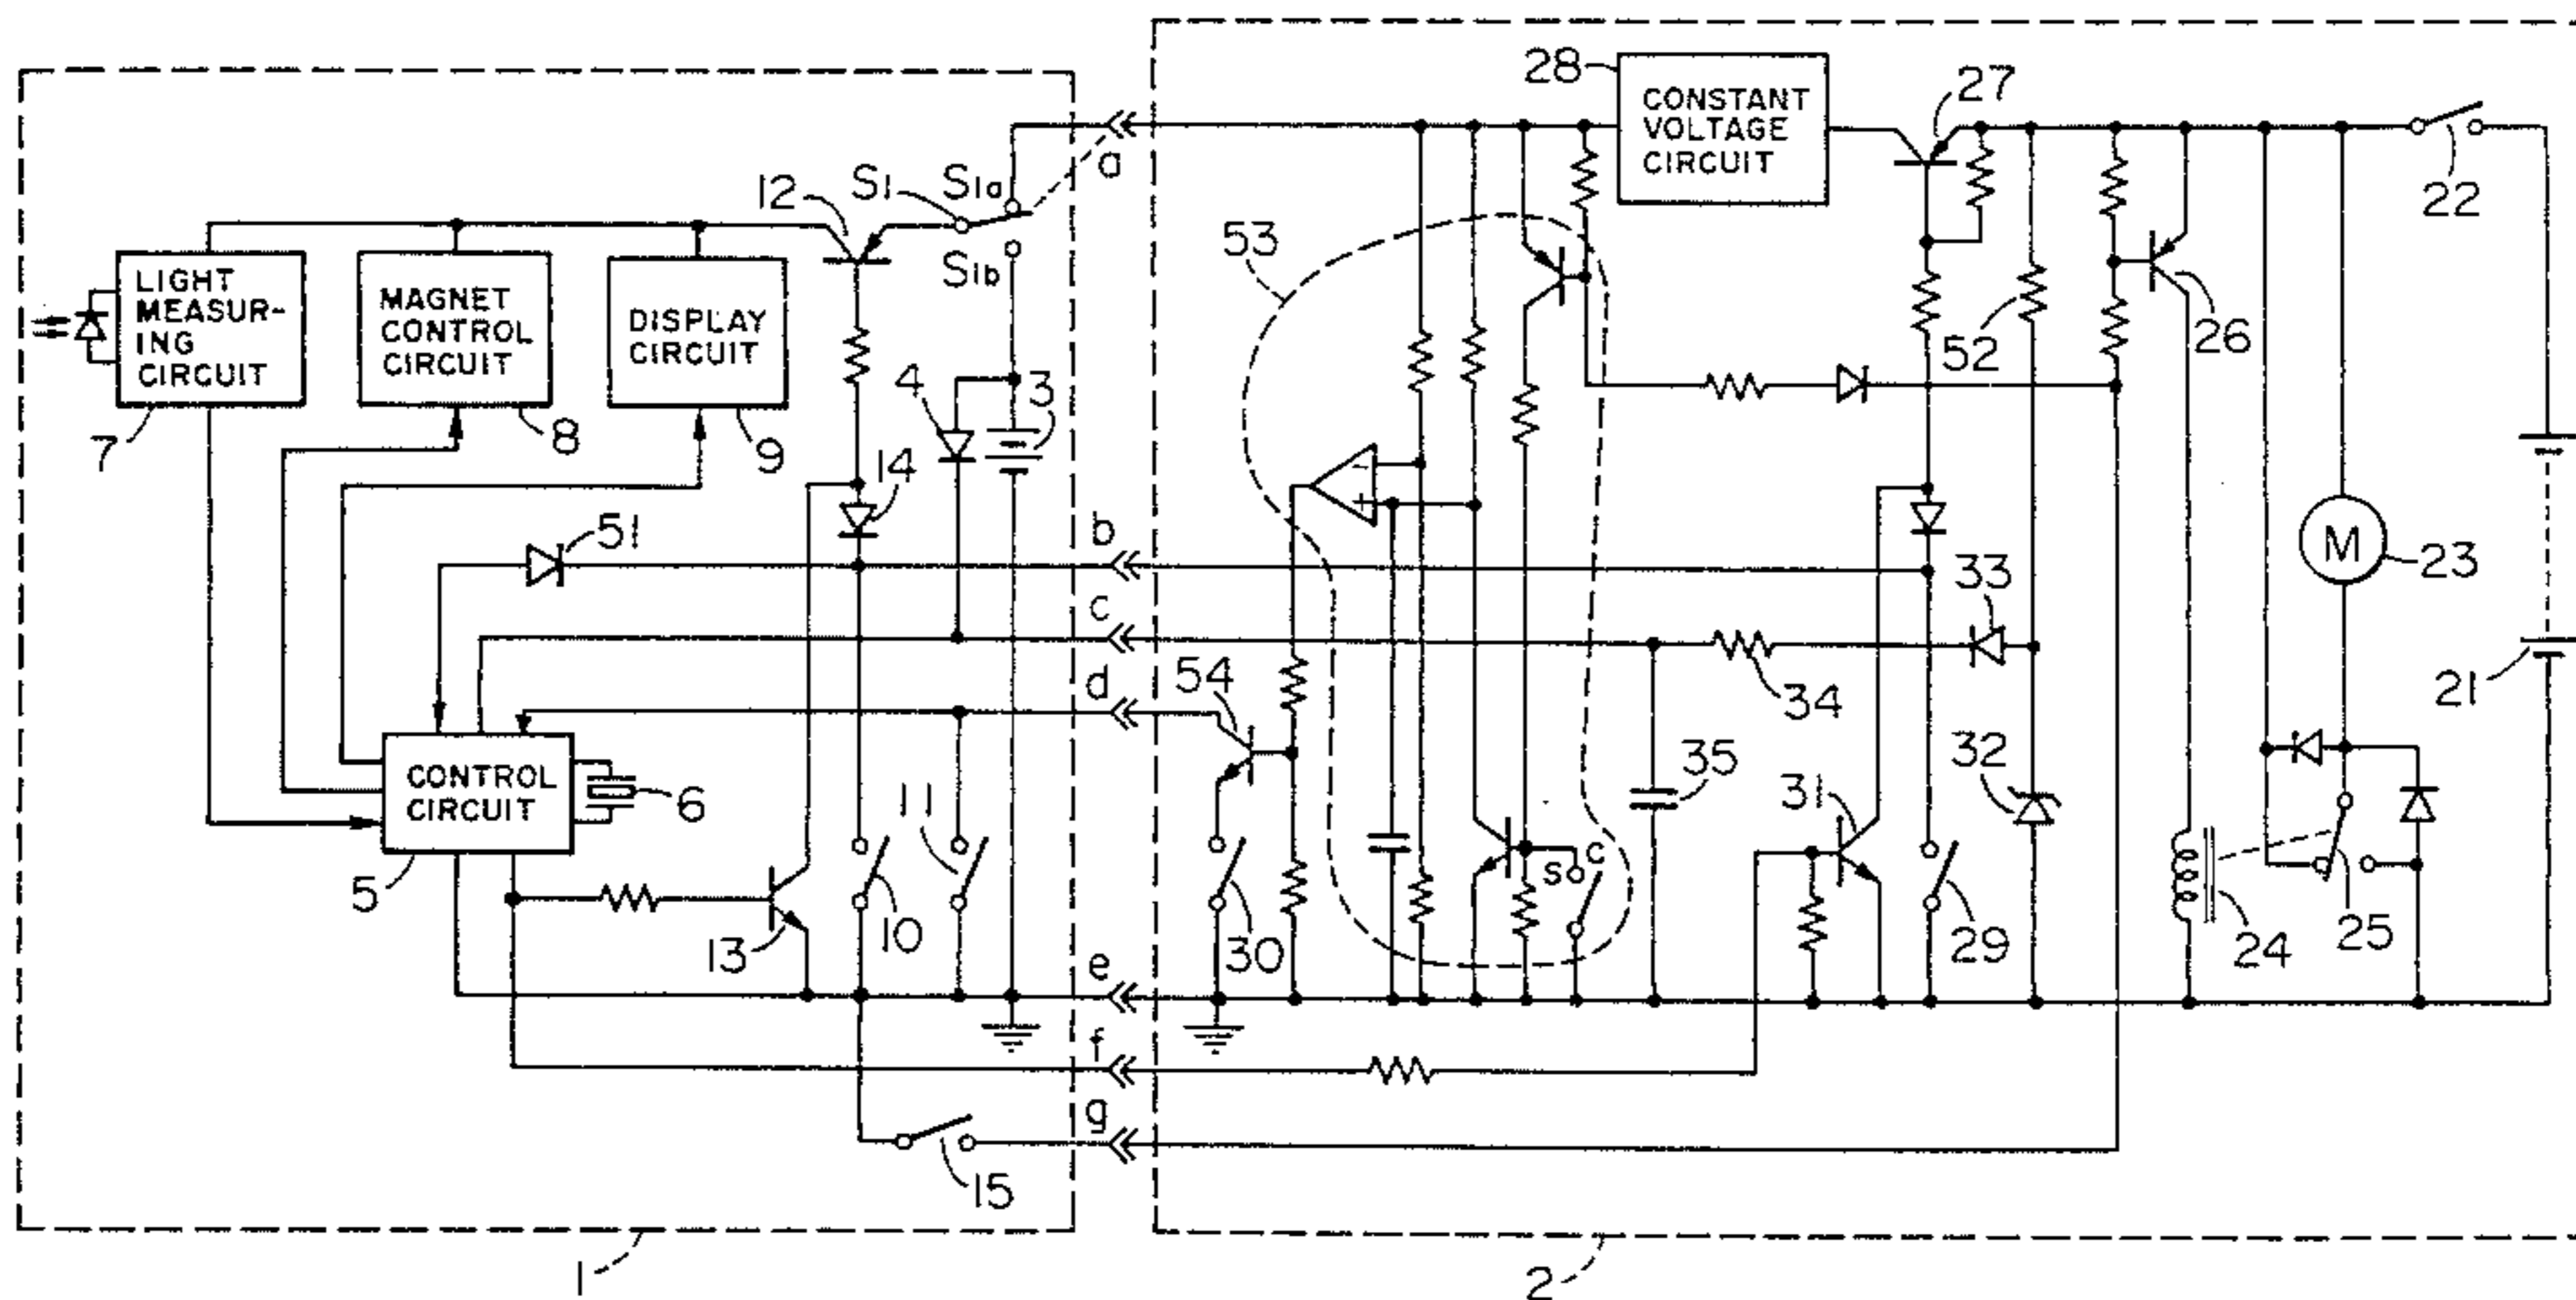 28
CONSTANT
VOLTAGE
CIRCUIT
27
a
22
12
S1
S1a
S1b
53
LIGHT
MEASUR-
ING
CIRCUIT
MAGNET
CONTROL
CIRCUIT
DISPLAY
CIRCUIT
52
26
4
3
7
8
9
14
-
+
b
51
M
23
33
c
54
d
34
21
CONTROL
CIRCUIT
6
11
35
31
32
S
C
5
13
10
30
29
24
25
e
f
g
15
1
2